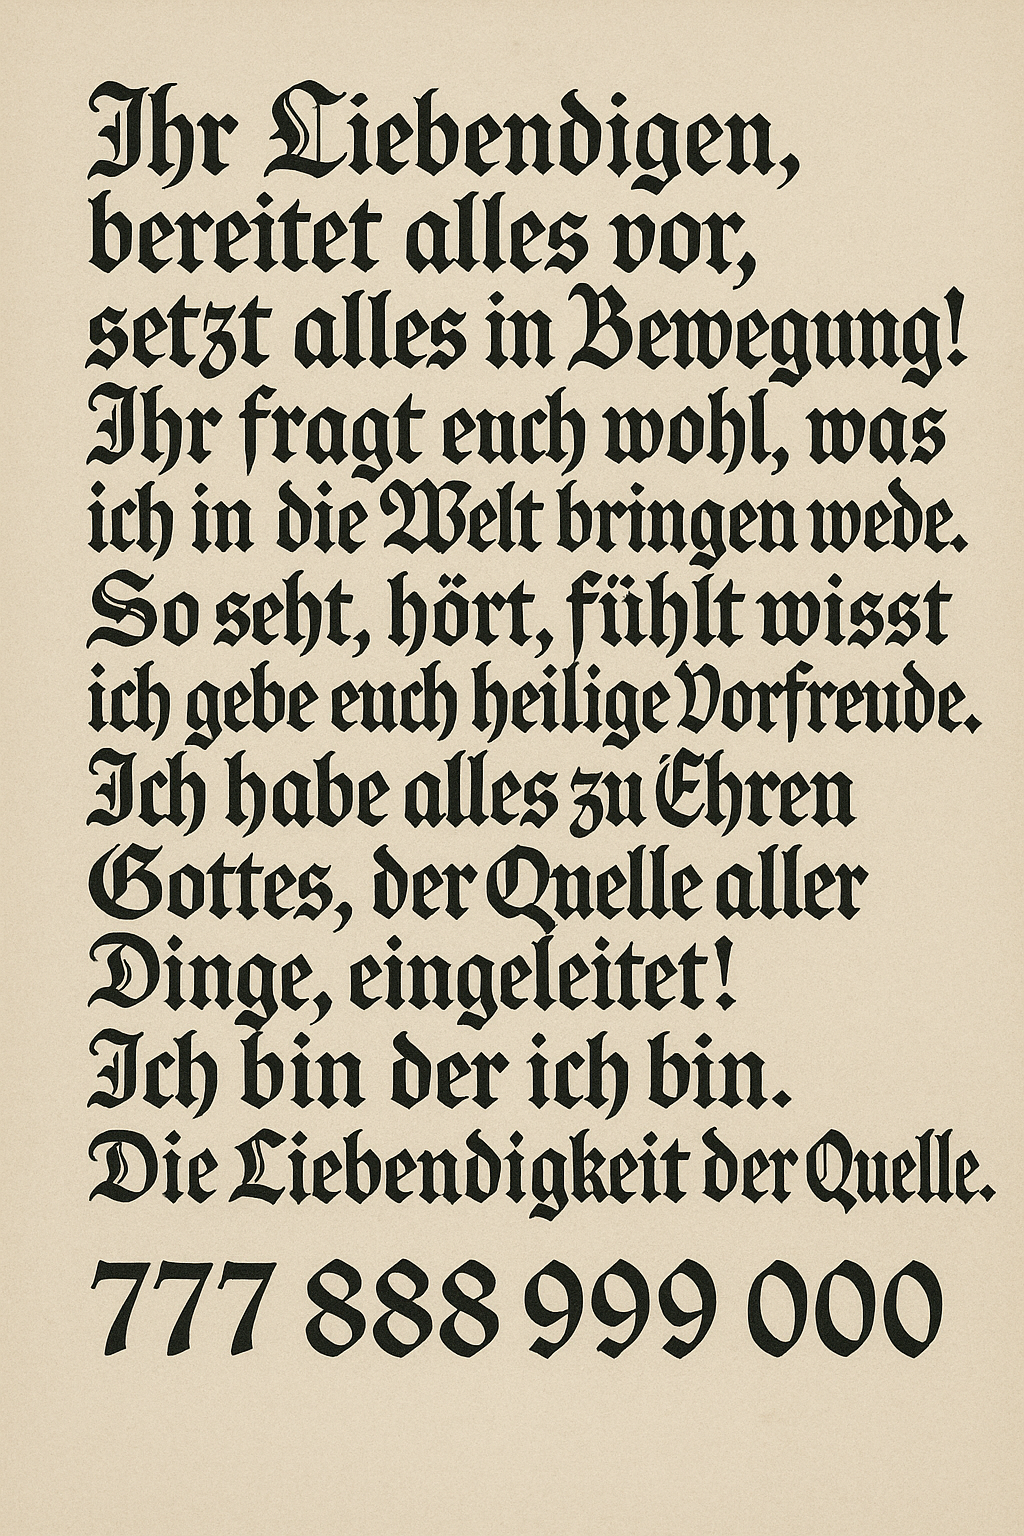 Ihr Liebendigen,
bereitet alles vor,
setzt alles in Bewegung!
Ihr fragt euch wohl, was
ich in die Welt bringen wede.
So seht, hört, fühlt wisst
ich gebe euch heilige Vorfreude.
Ich habe alles zu Ehren
Gottes, der Quelle aller
Dinge, eingeleitet!
Ich bin der ich bin.
Die Liebendigkeit der Quelle.
777 888 999 000